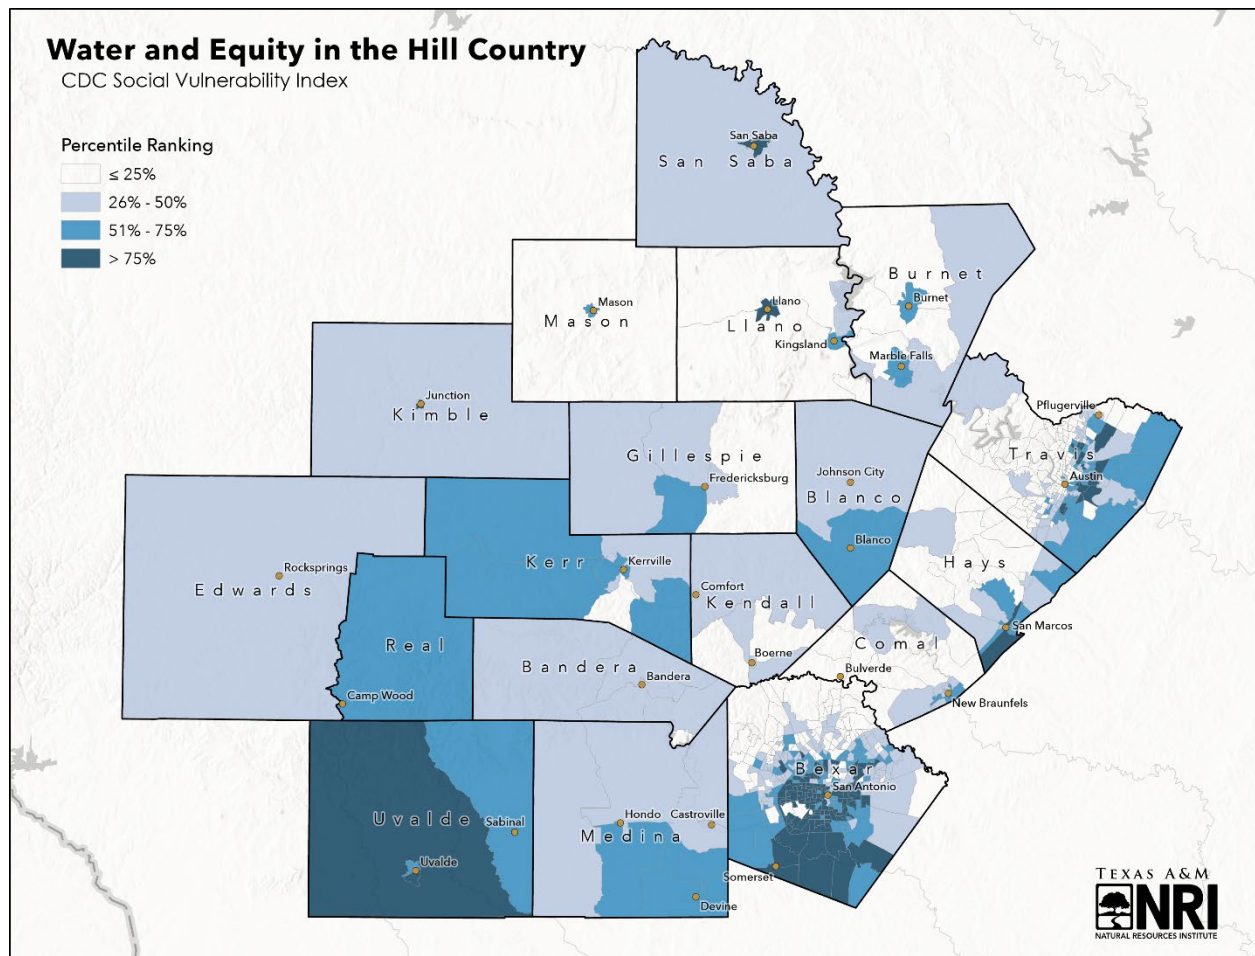 Water and Equity in the Hill Country
CDC Social Vulnerability Index
Percentile Ranking
≤ 25%
26% - 50%
51% - 75%
> 75%
San Saba
San Saba
Burnet
Burnet
Mason
Mason
Llano
Llano
Kingsland
Marble Falls
Junction
Kimble
Pflugerville
Travis
Austin
Gillespie
Fredericksburg
Johnson City
Blanco
Blanco
Kerr
Kerrville
Hays
Rocksprings
Edwards
Comfort
Kendall
San Marcos
Real
Comal
Boerne
Bandera
Bandera
Bulverde
Camp Wood
New Braunfels
Bexar
San Antonio
Uvalde
Sabinal
Hondo
Castroville
Medina
Uvalde
Somerset
Devine
TEXAS A&M
NRI
NATURAL RESOURCES INSTITUTE